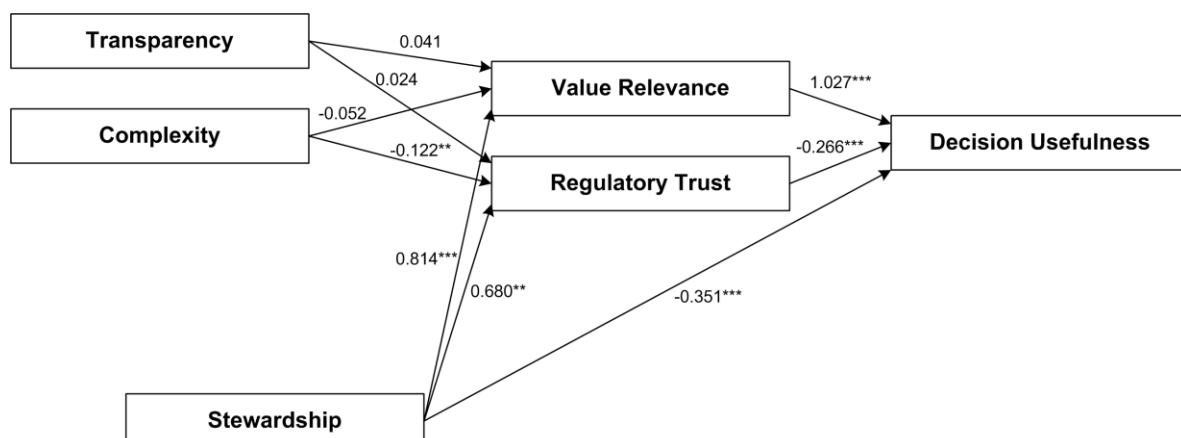 Transparency
0.041
0.024
Value Relevance
1.027***
Complexity
-0.052
-0.122**
Decision Usefulness
-0.266***
Regulatory Trust
0.814***
0.680**
-0.351***
Stewardship